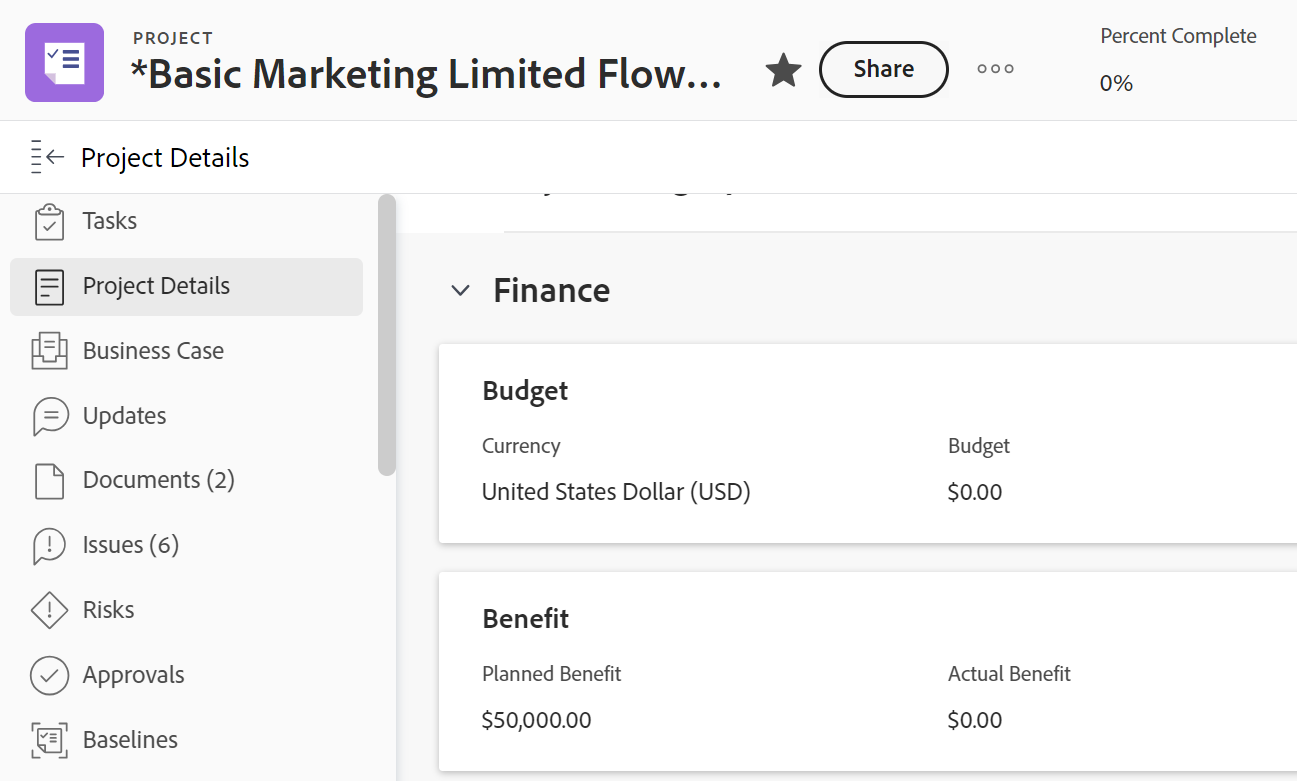 PROJECT
*Basic Marketing Limited Flow...
Share
Percent Complete
0%
Project Details
Tasks
Project Details
Business Case
Updates
Documents (2)
Issues (6)
Risks
Approvals
Baselines
Finance
Budget
Currency
Budget
United States Dollar (USD)
$0.00
Benefit
Planned Benefit
Actual Benefit
$50,000.00
$0.00